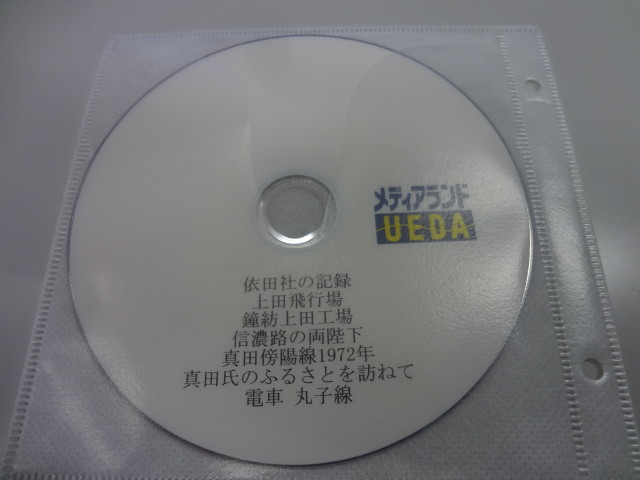 メディアランド
UEDA
依田社の記録
上田飛行場
鐘紡上田工場
信濃路の両陛下
真田傍陽線1972年
真田氏のふるさとを訪ねて
電車 丸子線